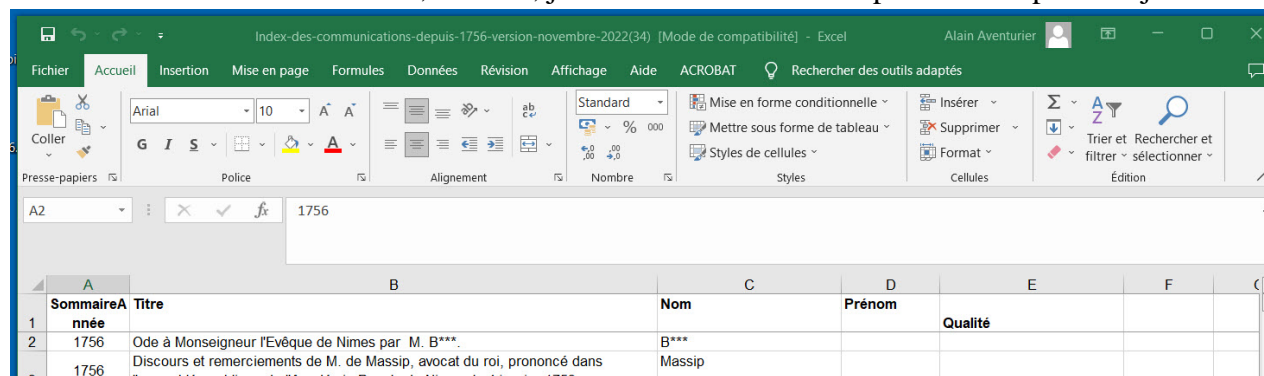 Index-des-communications-depuis-1756-version-novembre-2022(34) [Mode de compatibilité] - Excel Alain Aventurier
Fichier Accueil Insertion Mise en page Formules Données Révision Affichage Aide ACROBAT Rechercher des outils adaptés
Coller
Arial 10 A A
G I S A
ab
Standard
% 000
Mise en forme conditionnelle
Mettre sous forme de tableau
Styles de cellules
Insérer
Supprimer
Format
Σ
A Z
Trier et filtrer
Rechercher et sélectionner
Presse-papiers Police Alignement Nombre Styles Cellules Édition
A2 fx 1756
A B C D E F
1 SommaireAnnée Titre Nom Prénom Qualité
2 1756 Ode à Monseigneur l'Evêque de Nimes par M. B***. B***
1756 Discours et remerciements de M. de Massip, avocat du roi, prononcé dans Massip